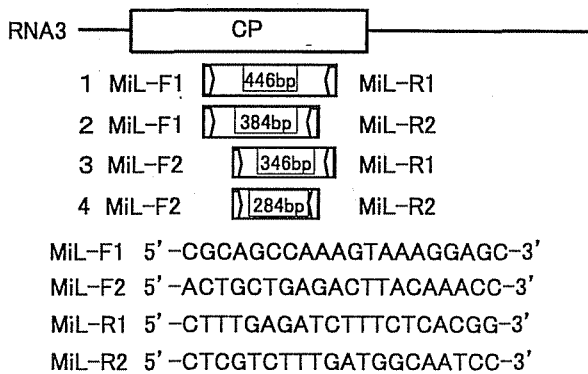 RNA3 CP
1 MiL-F1 446bp MiL-R1
2 MiL-F1 384bp MiL-R2
3 MiL-F2 346bp MiL-R1
4 MiL-F2 284bp MiL-R2
MiL-F1 5'-CGCAGCCAAAGTAAAGGAGC-3'
MiL-F2 5'-ACTGCTGAGACTTACAAACC-3'
MiL-R1 5'-CTTTGAGATCTTTCTCACGG-3'
MiL-R2 5'-CTCGTCTTTGATGGCAATCC-3'